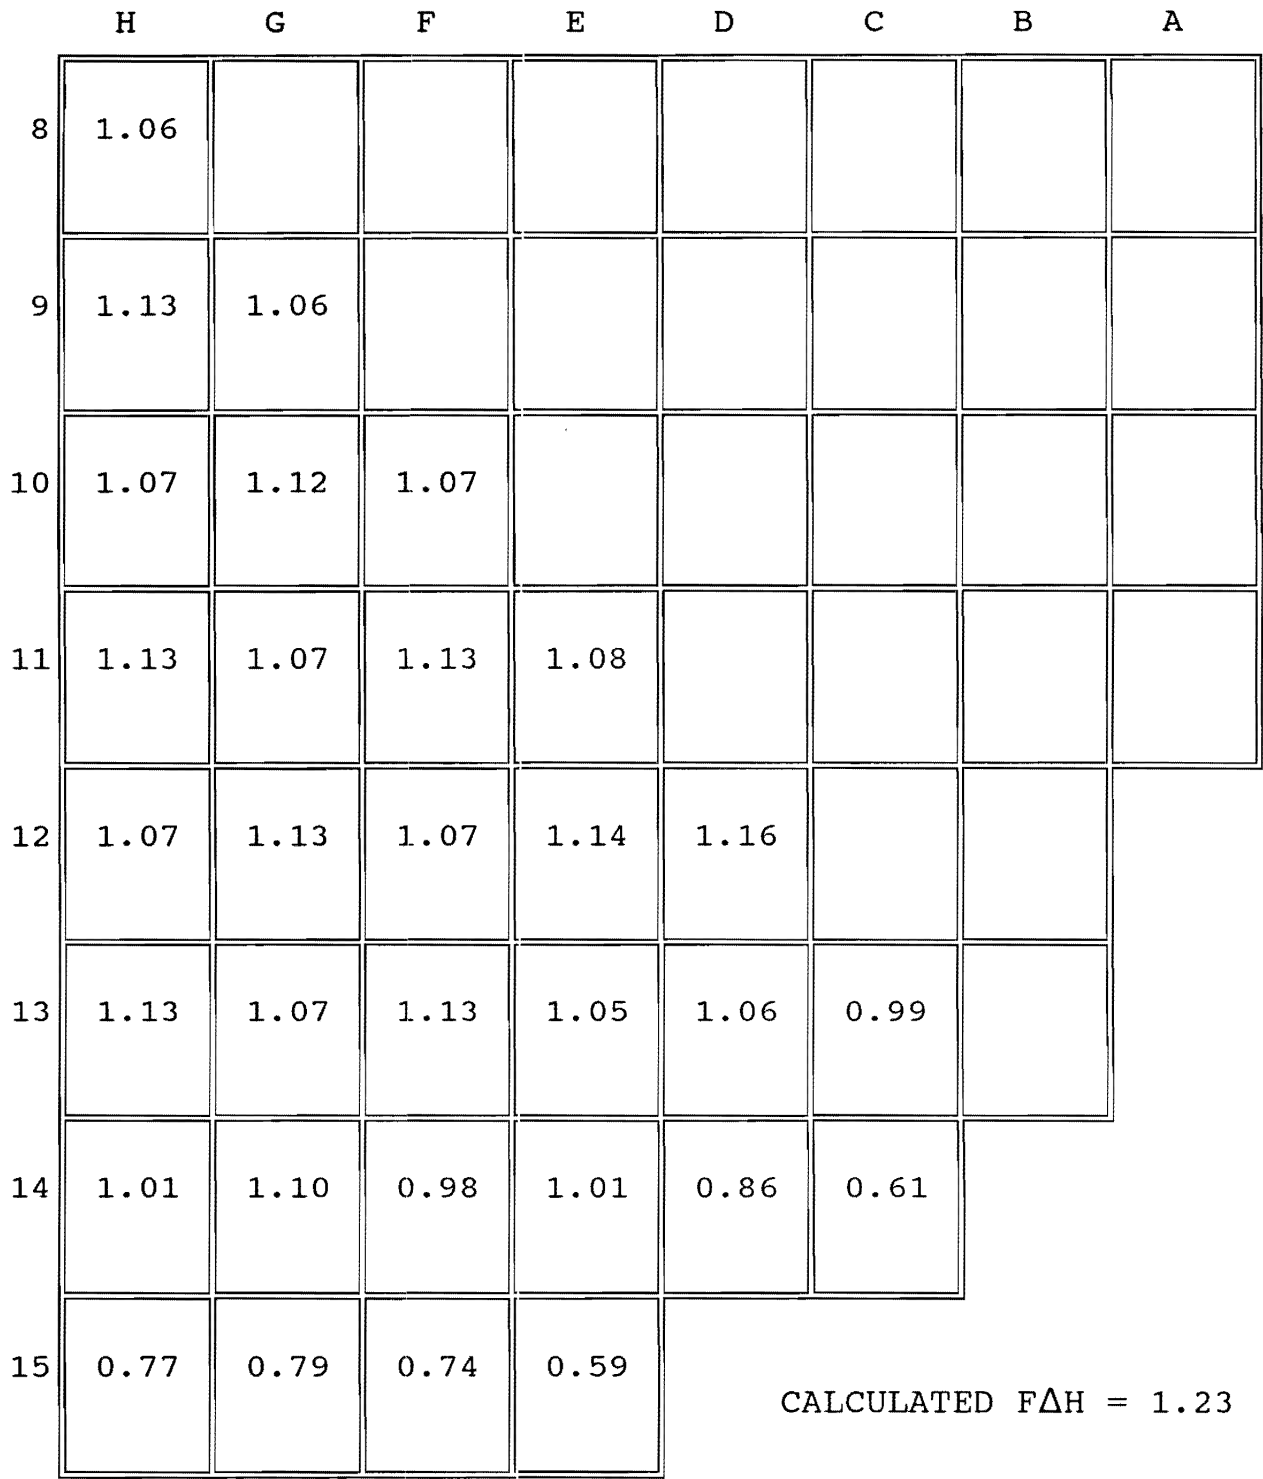 H G F E D C B A
8 1.06
9 1.13 1.06
10 1.07 1.12 1.07
11 1.13 1.07 1.13 1.08
12 1.07 1.13 1.07 1.14 1.16
13 1.13 1.07 1.13 1.05 1.06 0.99
14 1.01 1.10 0.98 1.01 0.86 0.61
15 0.77 0.79 0.74 0.59
CALCULATED FΔH = 1.23